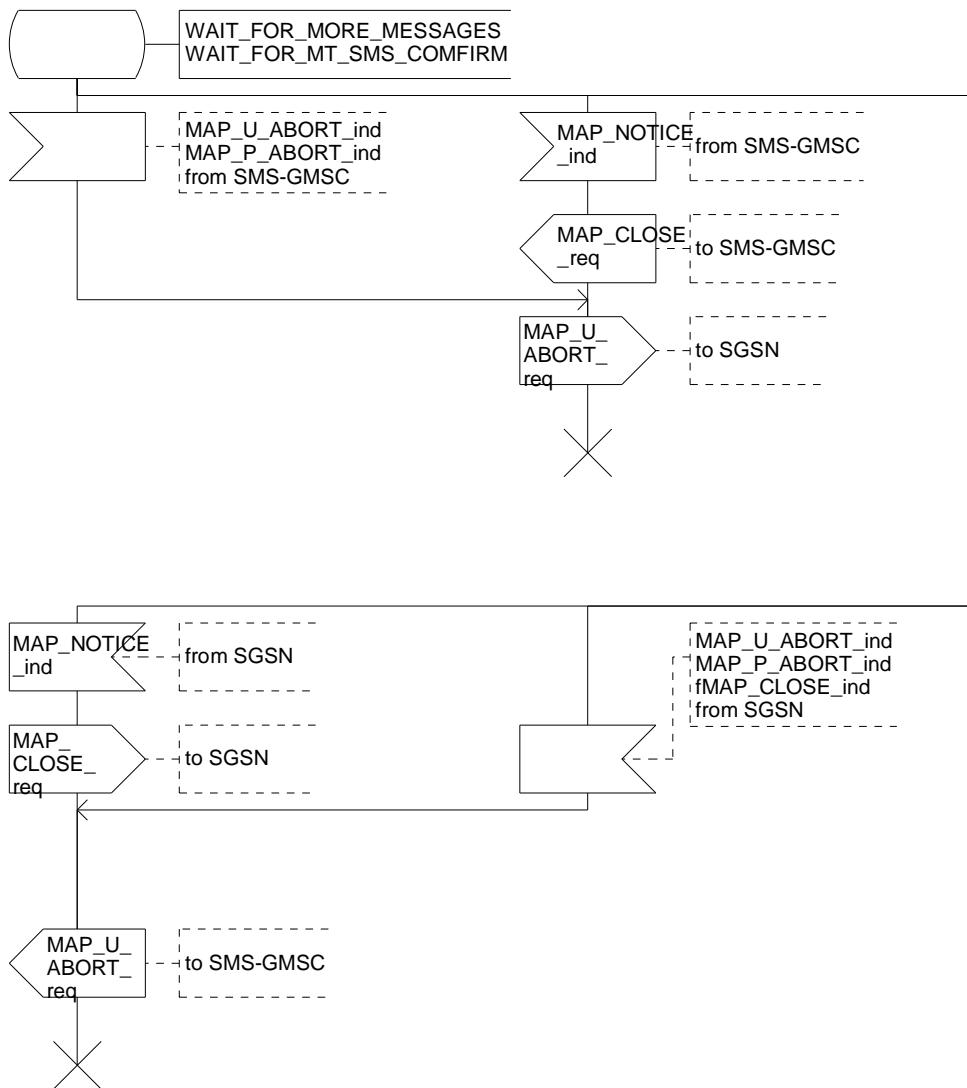 WAIT_FOR_MORE_MESSAGES
WAIT_FOR_MT_SMS_COMFIRM
MAP_U_ABORT_ind
MAP_P_ABORT_ind
from SMS-GMSC
MAP_NOTICE
_ind
from SMS-GMSC
MAP_CLOSE
_req
to SMS-GMSC
MAP_U_
ABORT_
req
to SGSN
MAP_NOTICE
_ind
from SGSN
MAP_U_ABORT_ind
MAP_P_ABORT_ind
fMAP_CLOSE_ind
from SGSN
MAP_
CLOSE_
req
to SGSN
MAP_U_
ABORT_
req
to SMS-GMSC